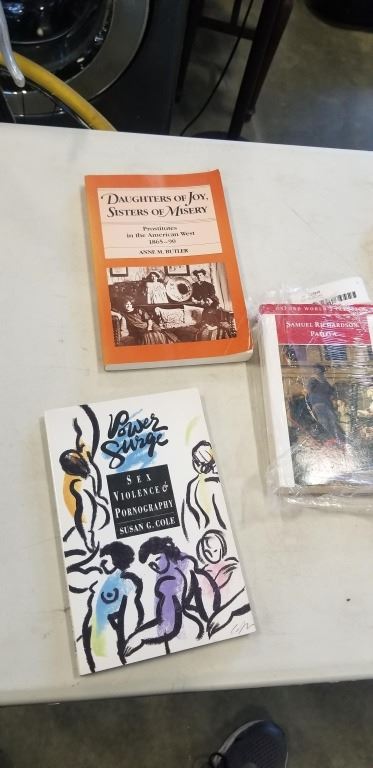 DAUGHTERS OF JOY,
SISTERS OF MISERY
Prostitutes
in the American West
1865–90
ANNE M. BUTLER
OXFORD WORLD'S CLASSICS
SAMUEL RICHARDSON
PAMELA
Power
Surge
SEX
VIOLENCE &
PORNOGRAPHY
SUSAN G. COLE